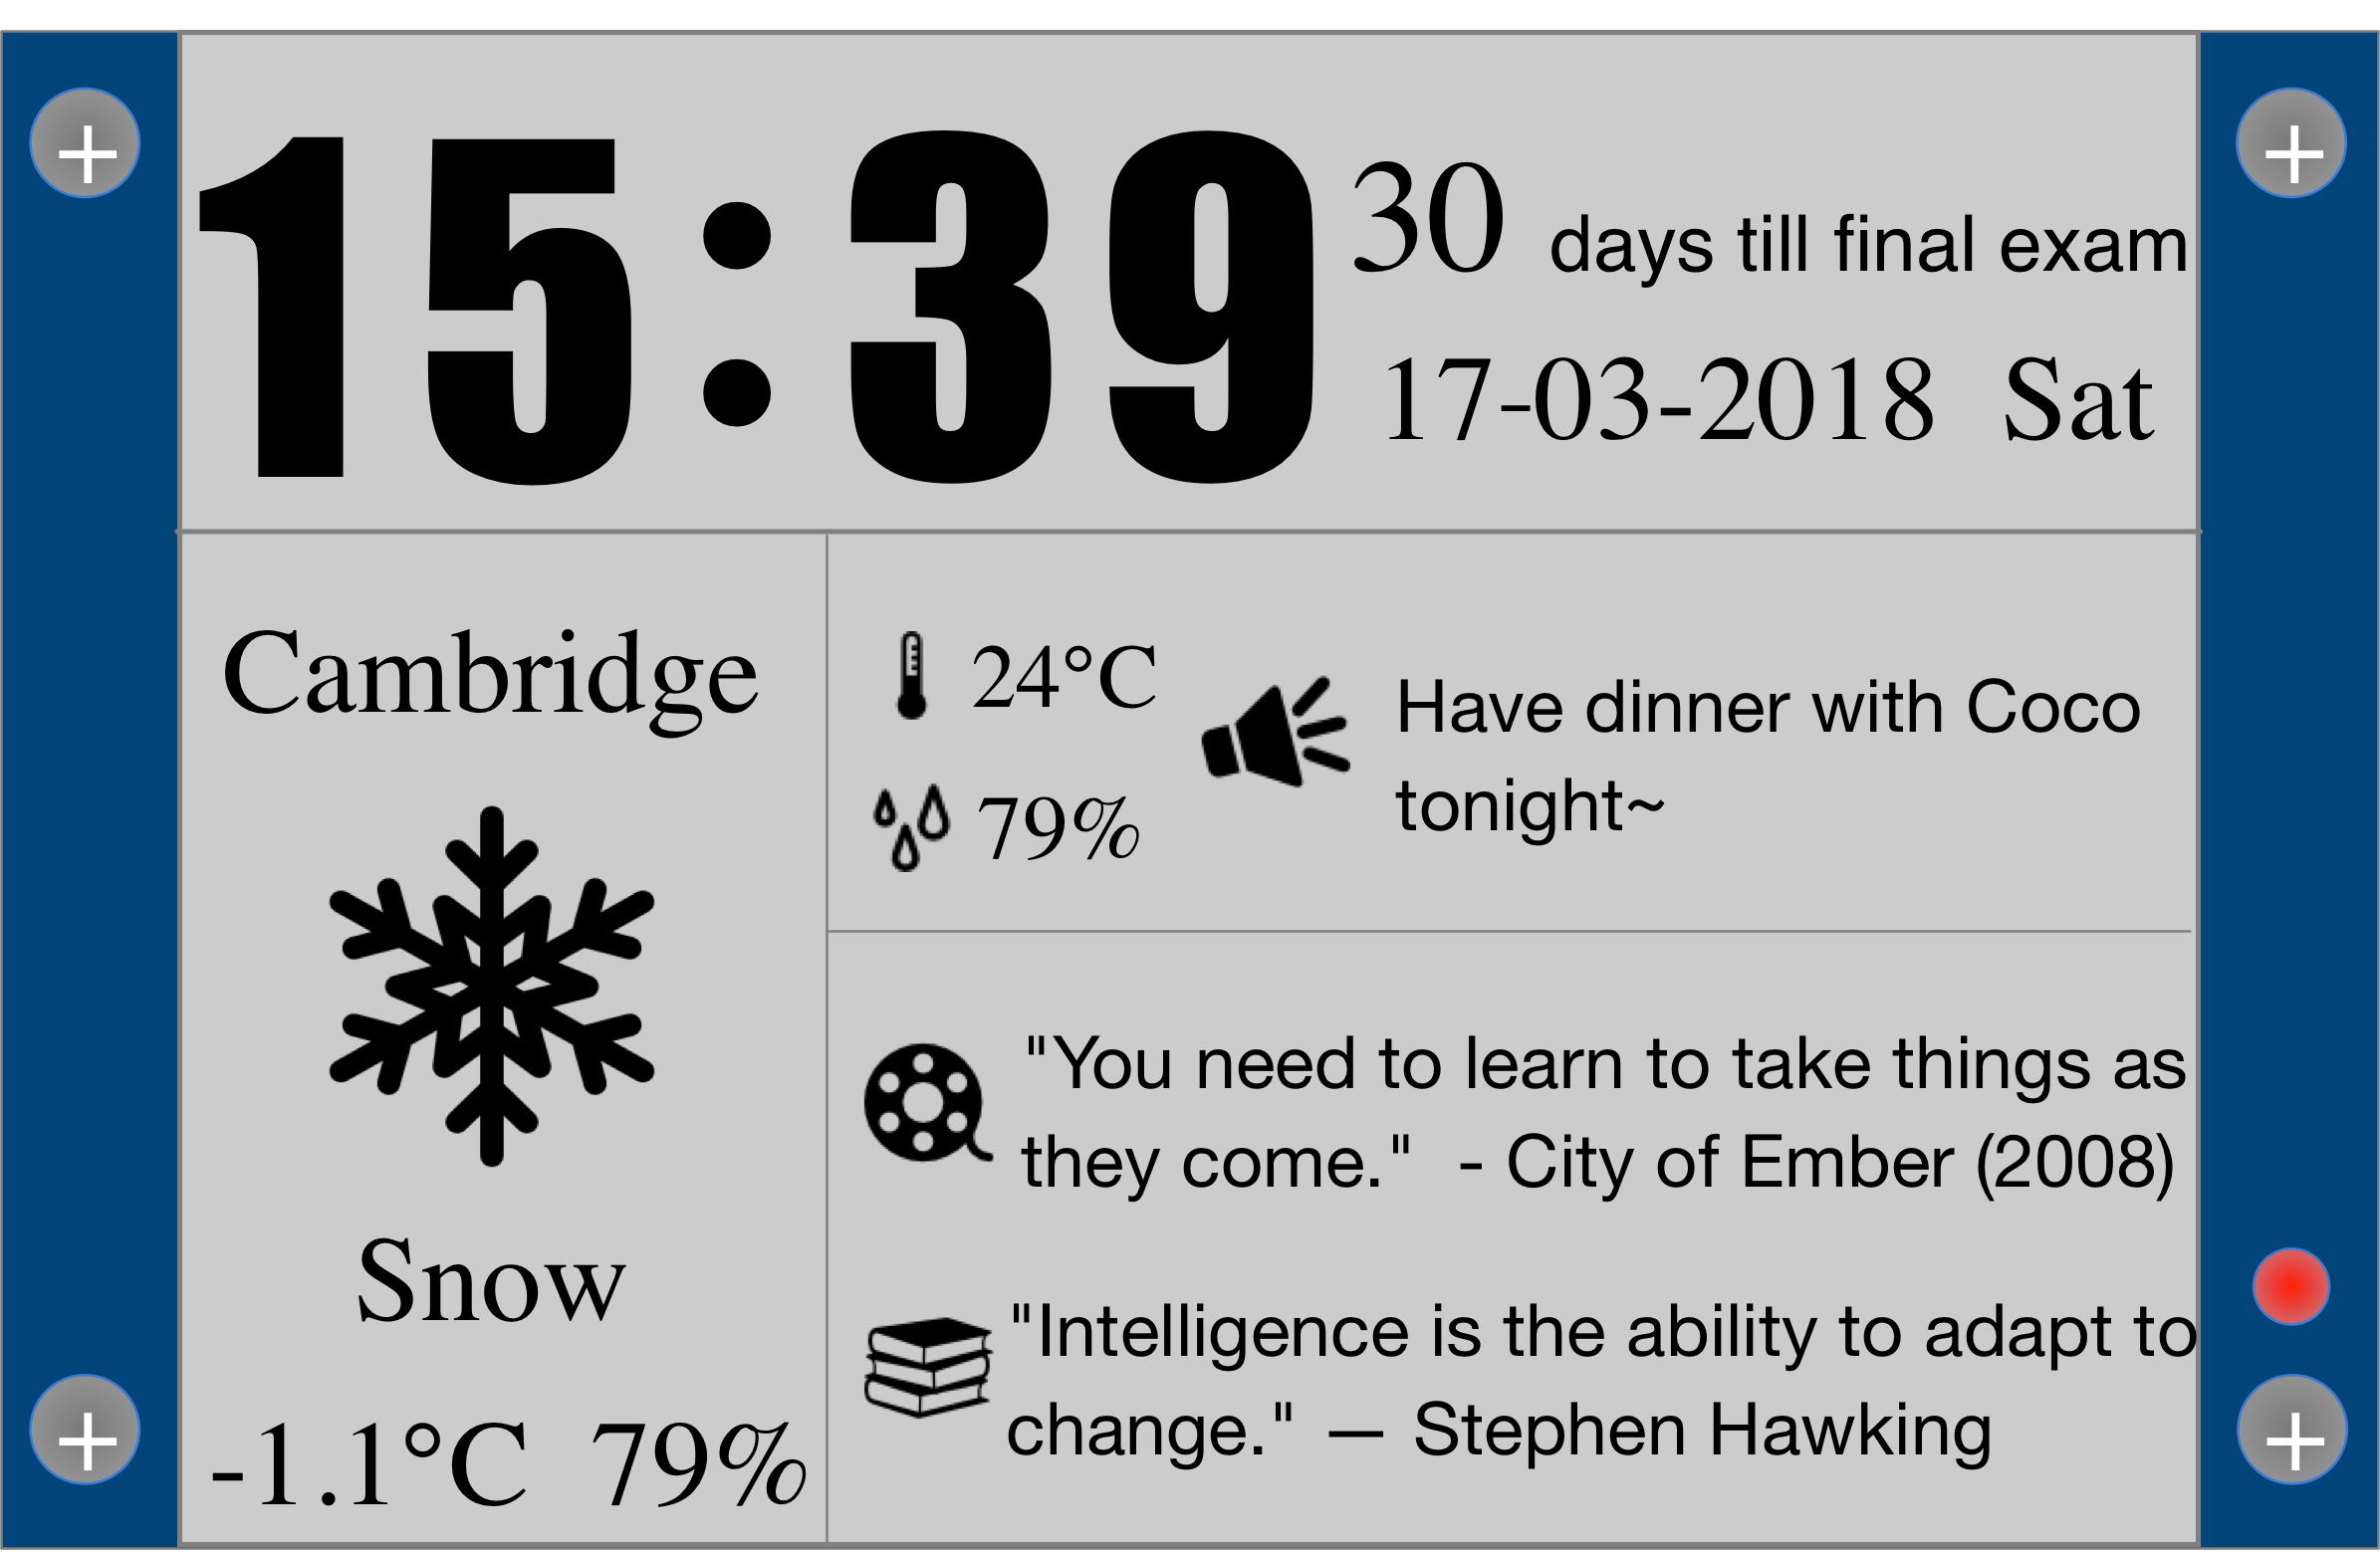 15:39
30 days till final exam
17-03-2018 Sat
Cambridge
Snow
-1.1°C 79%
24°C
79%
Have dinner with Coco
tonight~
"You need to learn to take things as
they come." - City of Ember (2008)
"Intelligence is the ability to adapt to
change." — Stephen Hawking